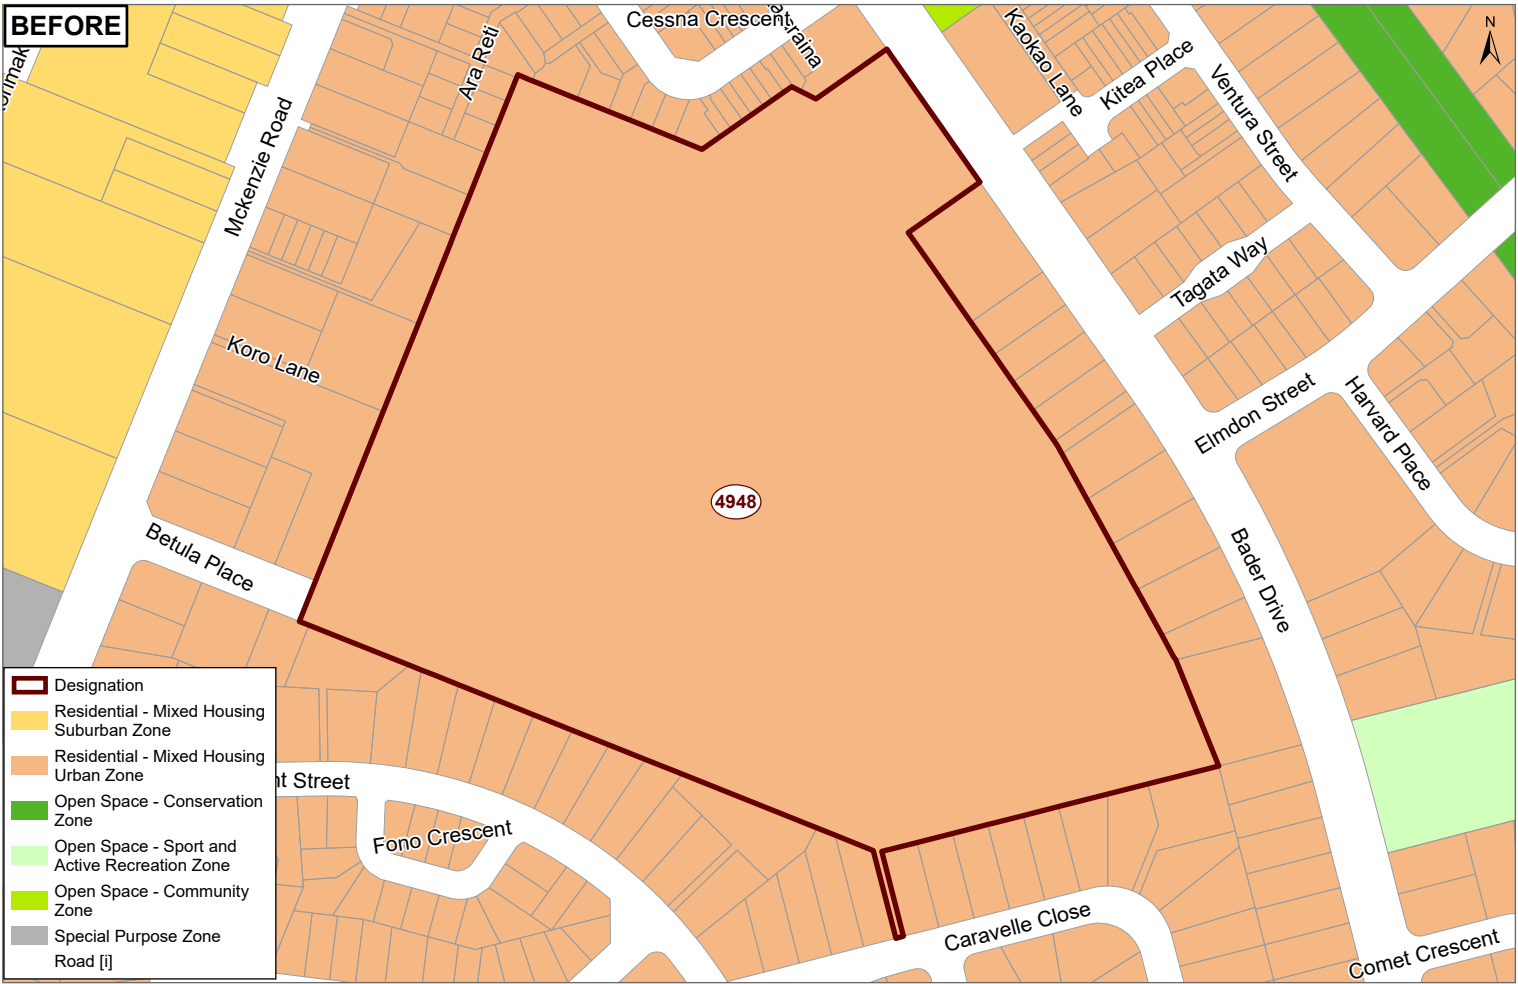 BEFORE
Cessna Crescent
N
Ara Reti
Kaokao Lane
Kitea Place
Ventura Street
Mckenzie Road
Tagata Way
Koro Lane
Elmdon Street
Harvard Place
4948
Betula Place
Bader Drive
Designation
Residential - Mixed Housing
Suburban Zone
Residential - Mixed Housing
Urban Zone
Open Space - Conservation
Zone
Open Space - Sport and
Active Recreation Zone
Open Space - Community
Zone
Special Purpose Zone
Road [i]
Street
Fono Crescent
Caravelle Close
Comet Crescent